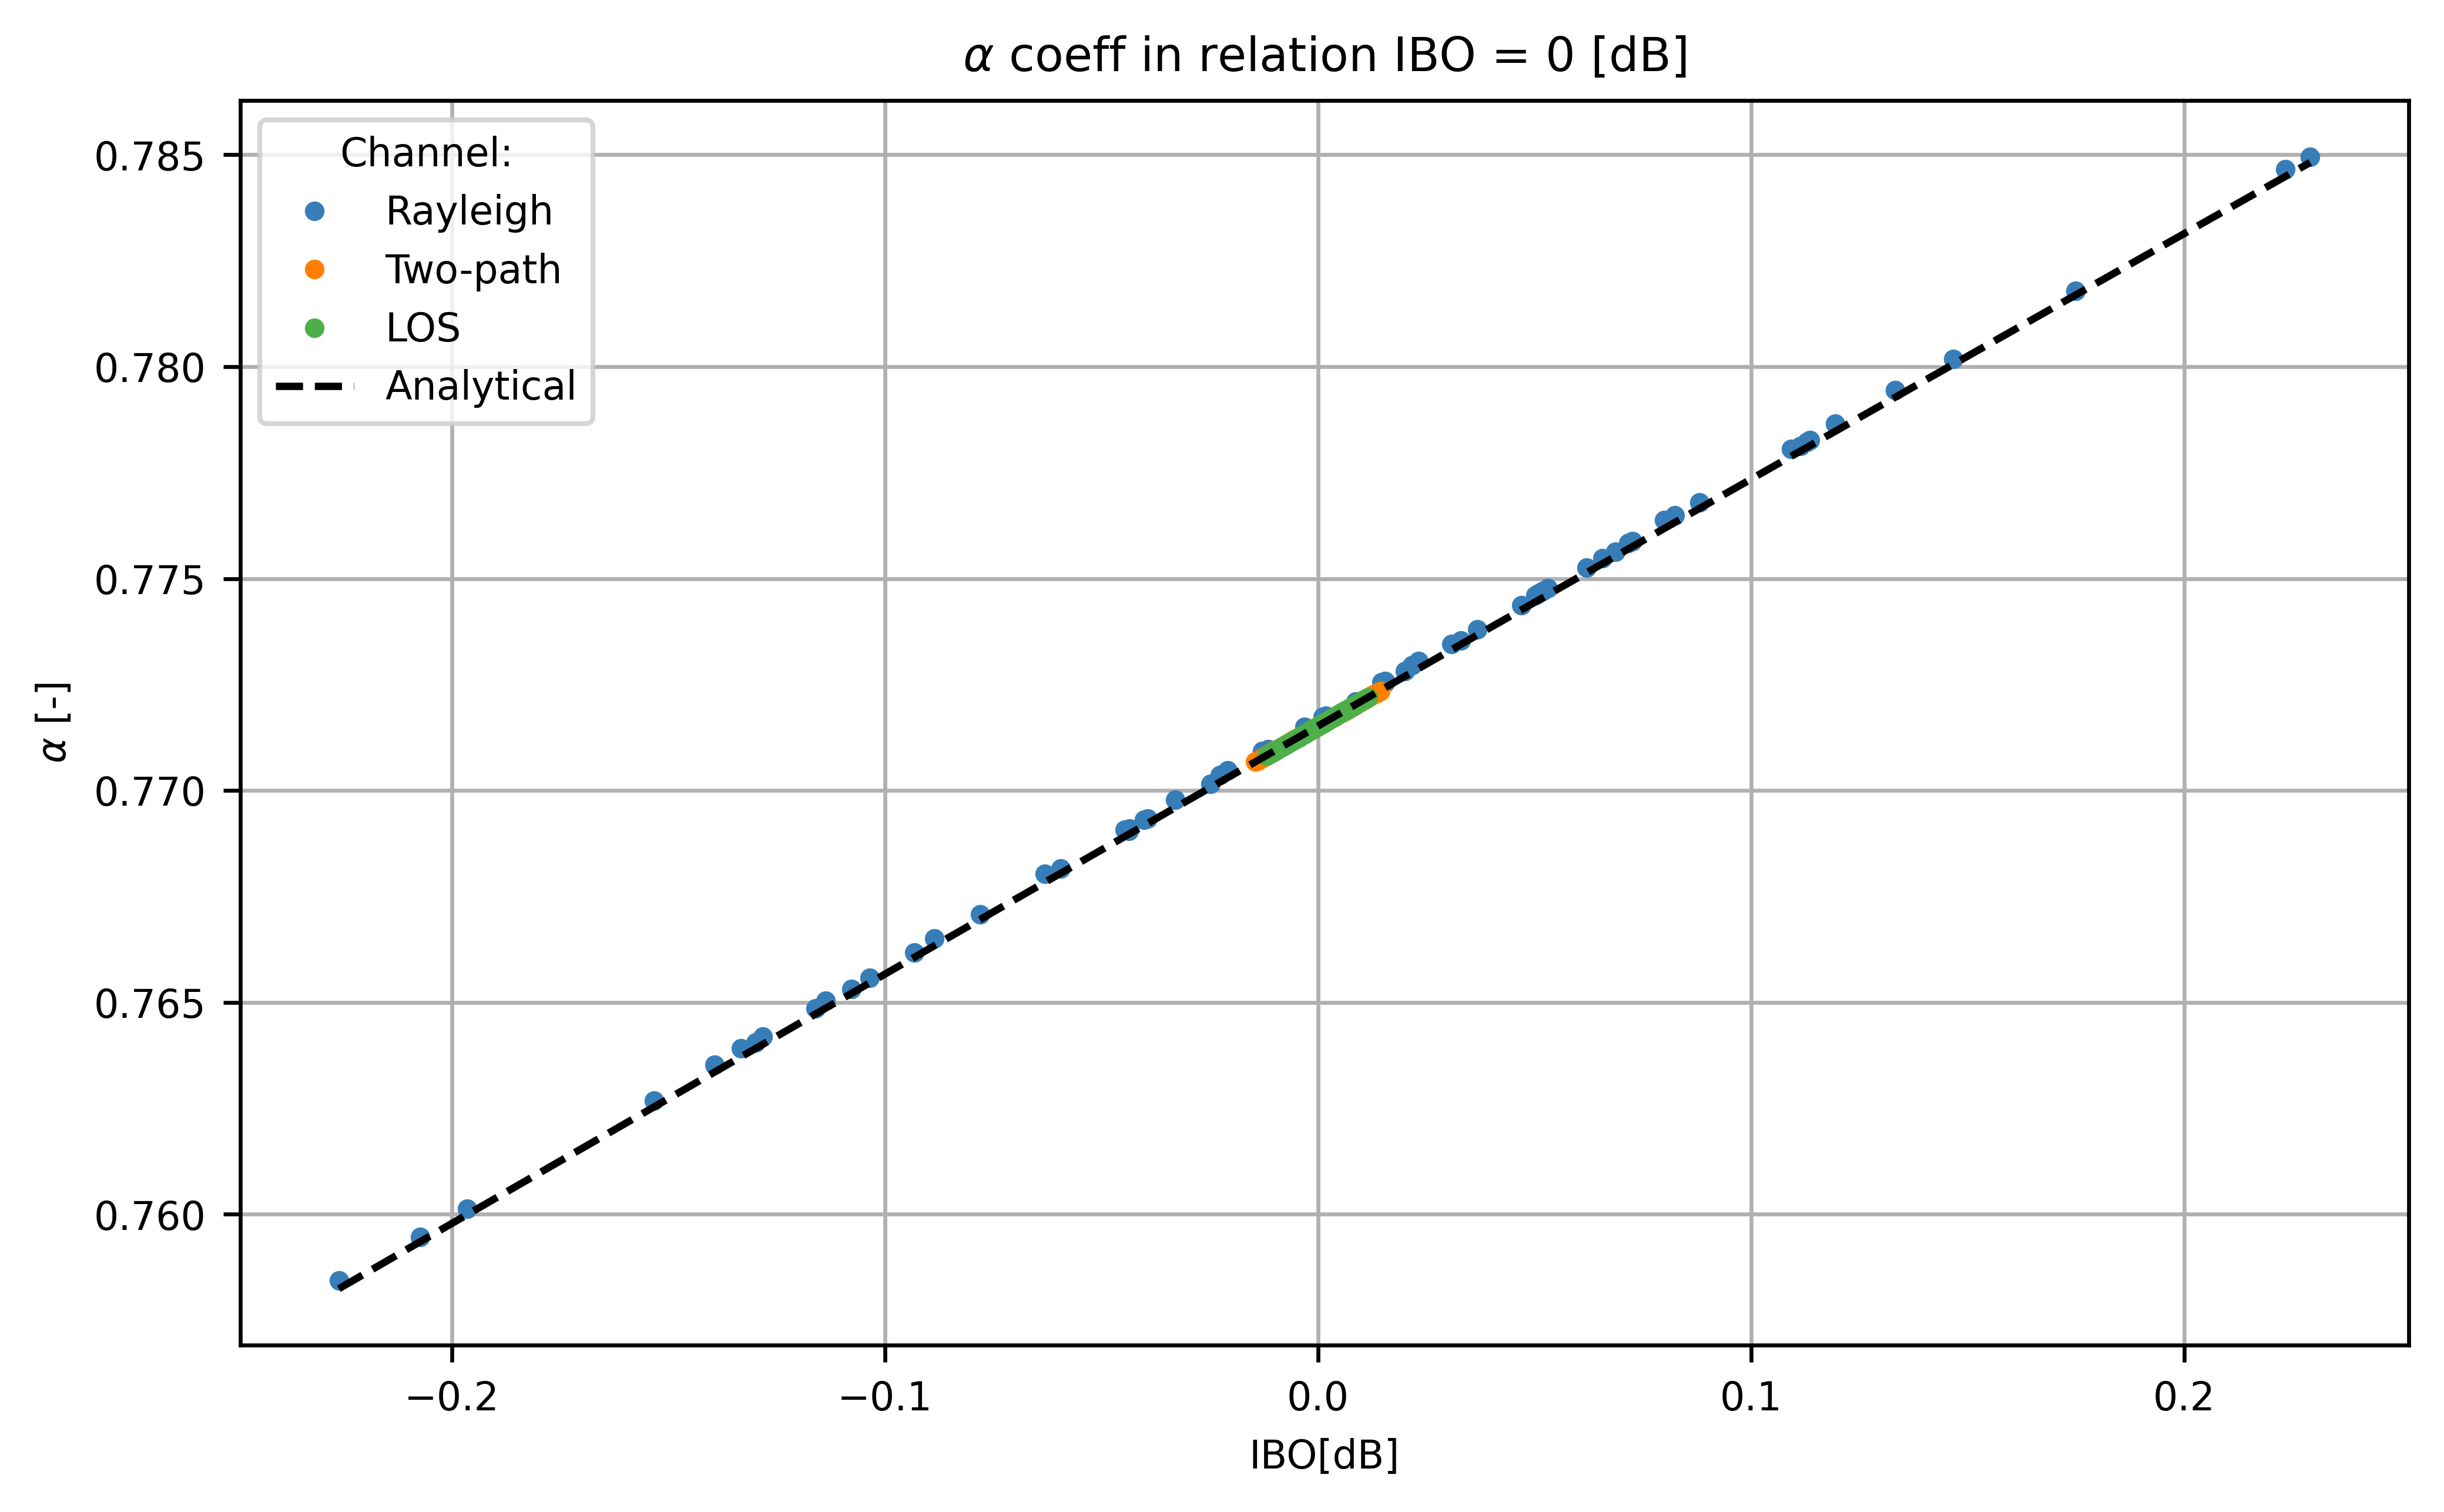 α coeff in relation IBO = 0 [dB]
Channel:
Rayleigh
Two-path
LOS
Analytical
0.785
0.780
0.775
0.770
0.765
0.760
α [-]
−0.2
−0.1
0.0
0.1
0.2
IBO[dB]